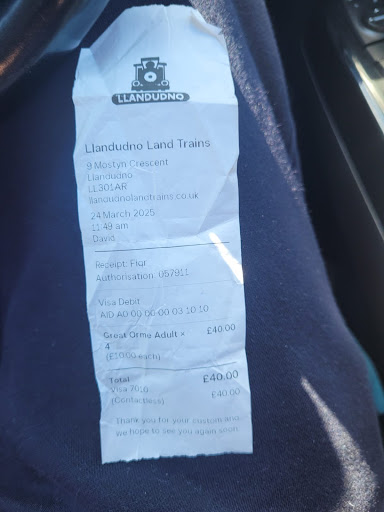 LLANDUDNO
Llandudno Land Trains
9 Mostyn Crescent
Llandudno
LL301AR
llandudnolandtrains.co.uk
24 March 2025
11:49 am
David
Receipt: Fiqr
Authorisation: 057911
Visa Debit
AID A0 00 00 00 03 10 10
Great Orme Adult × £40.00
4
(£10.00 each)
Total £40.00
Visa 7010 £40.00
(Contactless)
Thank you for your custom and
we hope to see you again soon.